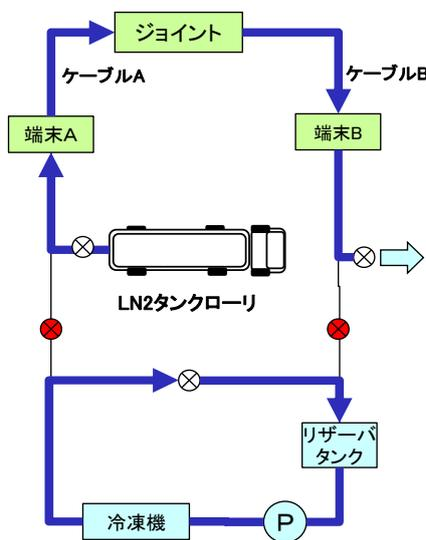 ジョイント
ケーブルA
ケーブルB
端末A
端末B
LN2タンクローリ
リザーバ
タンク
冷凍機
P